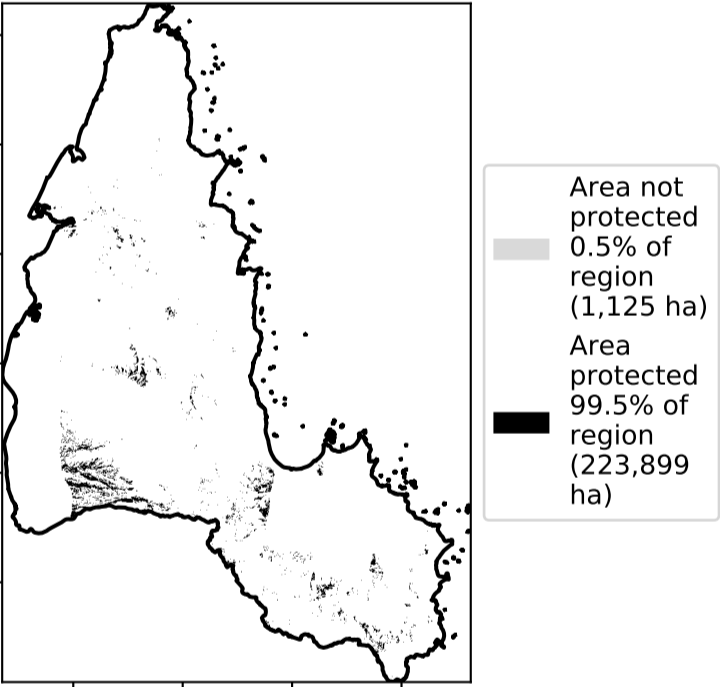 Area not
protected
0.5% of
region
(1,125 ha)
Area
protected
99.5% of
region
(223,899
ha)